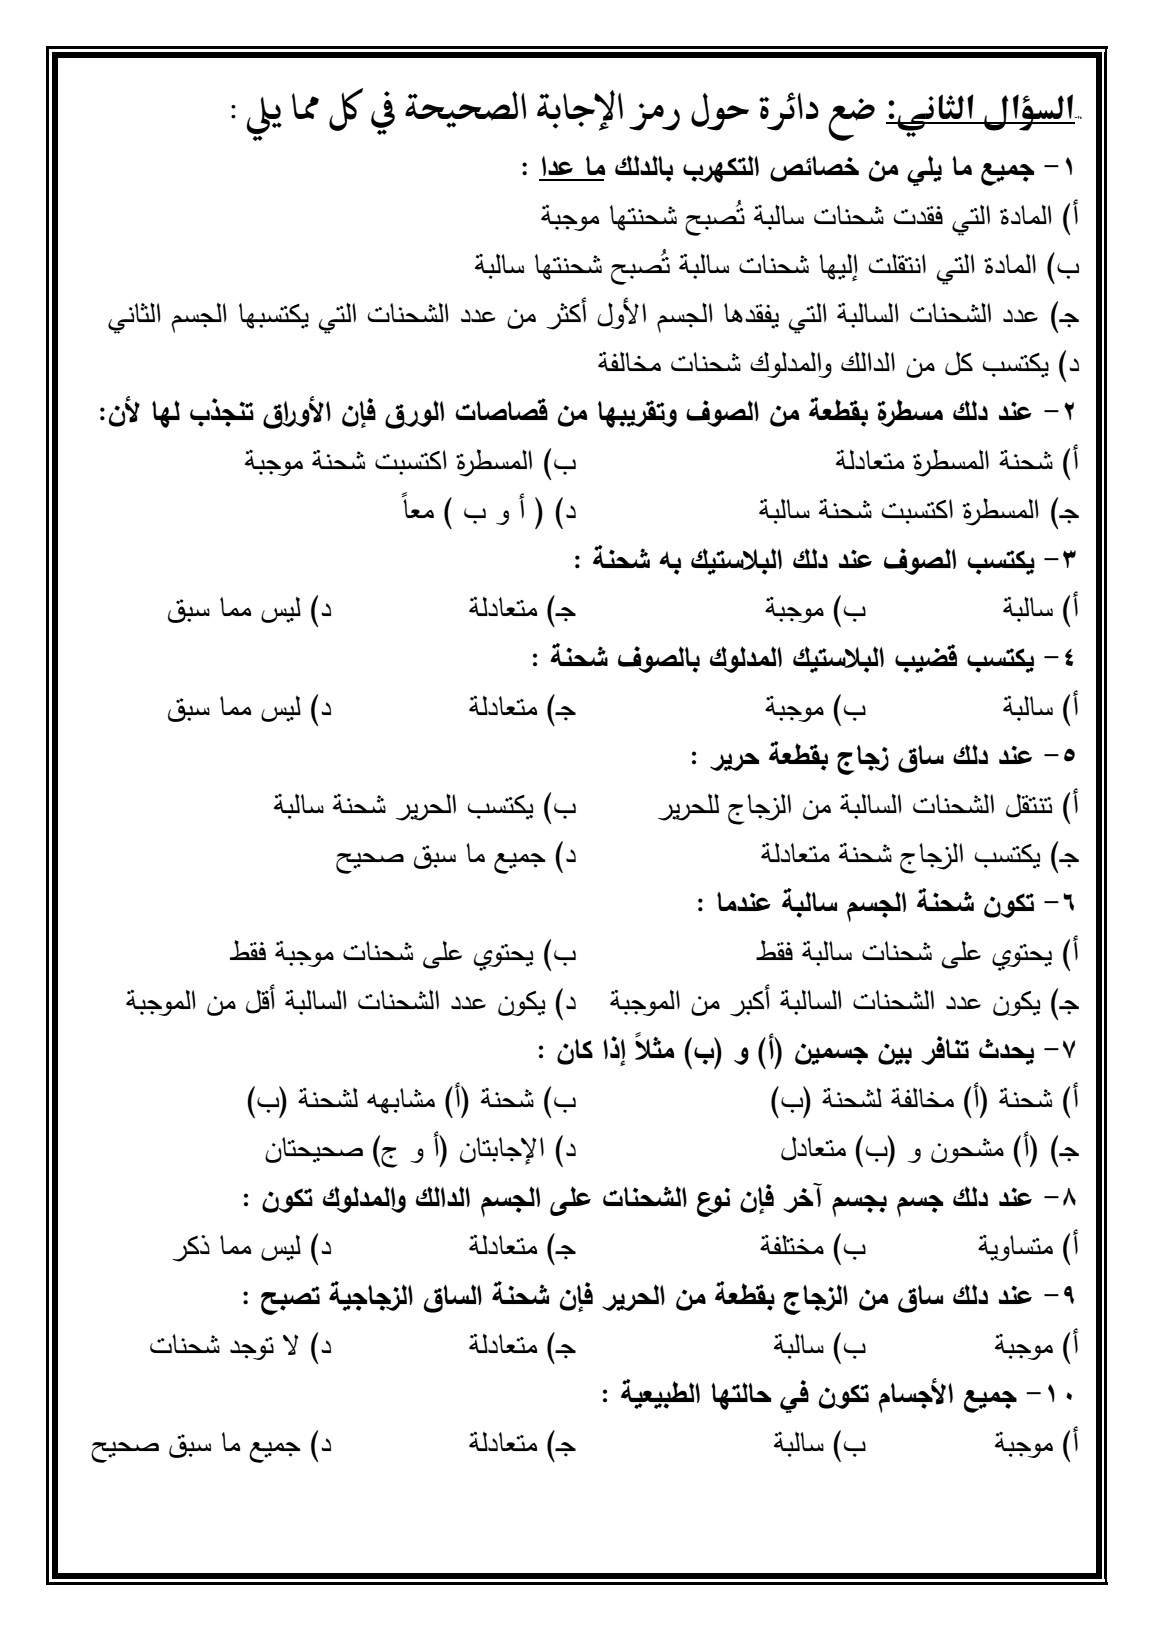 السؤال الثاني: ضع دائرة حول رمز الإجابة الصحيحة في كل مما يلي :
١- جميع ما يلي من خصائص التكهرب بالدلك ما عدا :
أ) المادة التي فقدت شحنات سالبة تُصبح شحنتها موجبة
ب) المادة التي انتقلت إليها شحنات سالبة تُصبح شحنتها سالبة
جـ) عدد الشحنات السالبة التي يفقدها الجسم الأول أكثر من عدد الشحنات التي يكتسبها الجسم الثاني
د) يكتسب كل من الدالك والمدلوك شحنات مخالفة
٢- عند دلك مسطرة بقطعة من الصوف وتقريبها من قصاصات الورق فإن الأوراق تنجذب لها لأن:
أ) شحنة المسطرة متعادلة ب) المسطرة اكتسبت شحنة موجبة
جـ) المسطرة اكتسبت شحنة سالبة د) ( أ و ب ) معاً
٣- يكتسب الصوف عند دلك البلاستيك به شحنة :
أ) سالبة ب) موجبة جـ) متعادلة د) ليس مما سبق
٤- يكتسب قضيب البلاستيك المدلوك بالصوف شحنة :
أ) سالبة ب) موجبة جـ) متعادلة د) ليس مما سبق
٥- عند دلك ساق زجاج بقطعة حرير :
أ) تنتقل الشحنات السالبة من الزجاج للحرير ب) يكتسب الحرير شحنة سالبة
جـ) يكتسب الزجاج شحنة متعادلة د) جميع ما سبق صحيح
٦- تكون شحنة الجسم سالبة عندما :
أ) يحتوي على شحنات سالبة فقط ب) يحتوي على شحنات موجبة فقط
جـ) يكون عدد الشحنات السالبة أكبر من الموجبة د) يكون عدد الشحنات السالبة أقل من الموجبة
٧- يحدث تنافر بين جسمين (أ) و (ب) مثلاً إذا كان :
أ) شحنة (أ) مخالفة لشحنة (ب) ب) شحنة (أ) مشابهه لشحنة (ب)
جـ) (أ) مشحون و (ب) متعادل د) الإجابتان (أ و ج) صحيحتان
٨- عند دلك جسم بجسم آخر فإن نوع الشحنات على الجسم الدالك والمدلوك تكون :
أ) متساوية ب) مختلفة جـ) متعادلة د) ليس مما ذكر
٩- عند دلك ساق من الزجاج بقطعة من الحرير فإن شحنة الساق الزجاجية تصبح :
أ) موجبة ب) سالبة جـ) متعادلة د) لا توجد شحنات
١٠- جميع الأجسام تكون في حالتها الطبيعية :
أ) موجبة ب) سالبة جـ) متعادلة د) جميع ما سبق صحيح